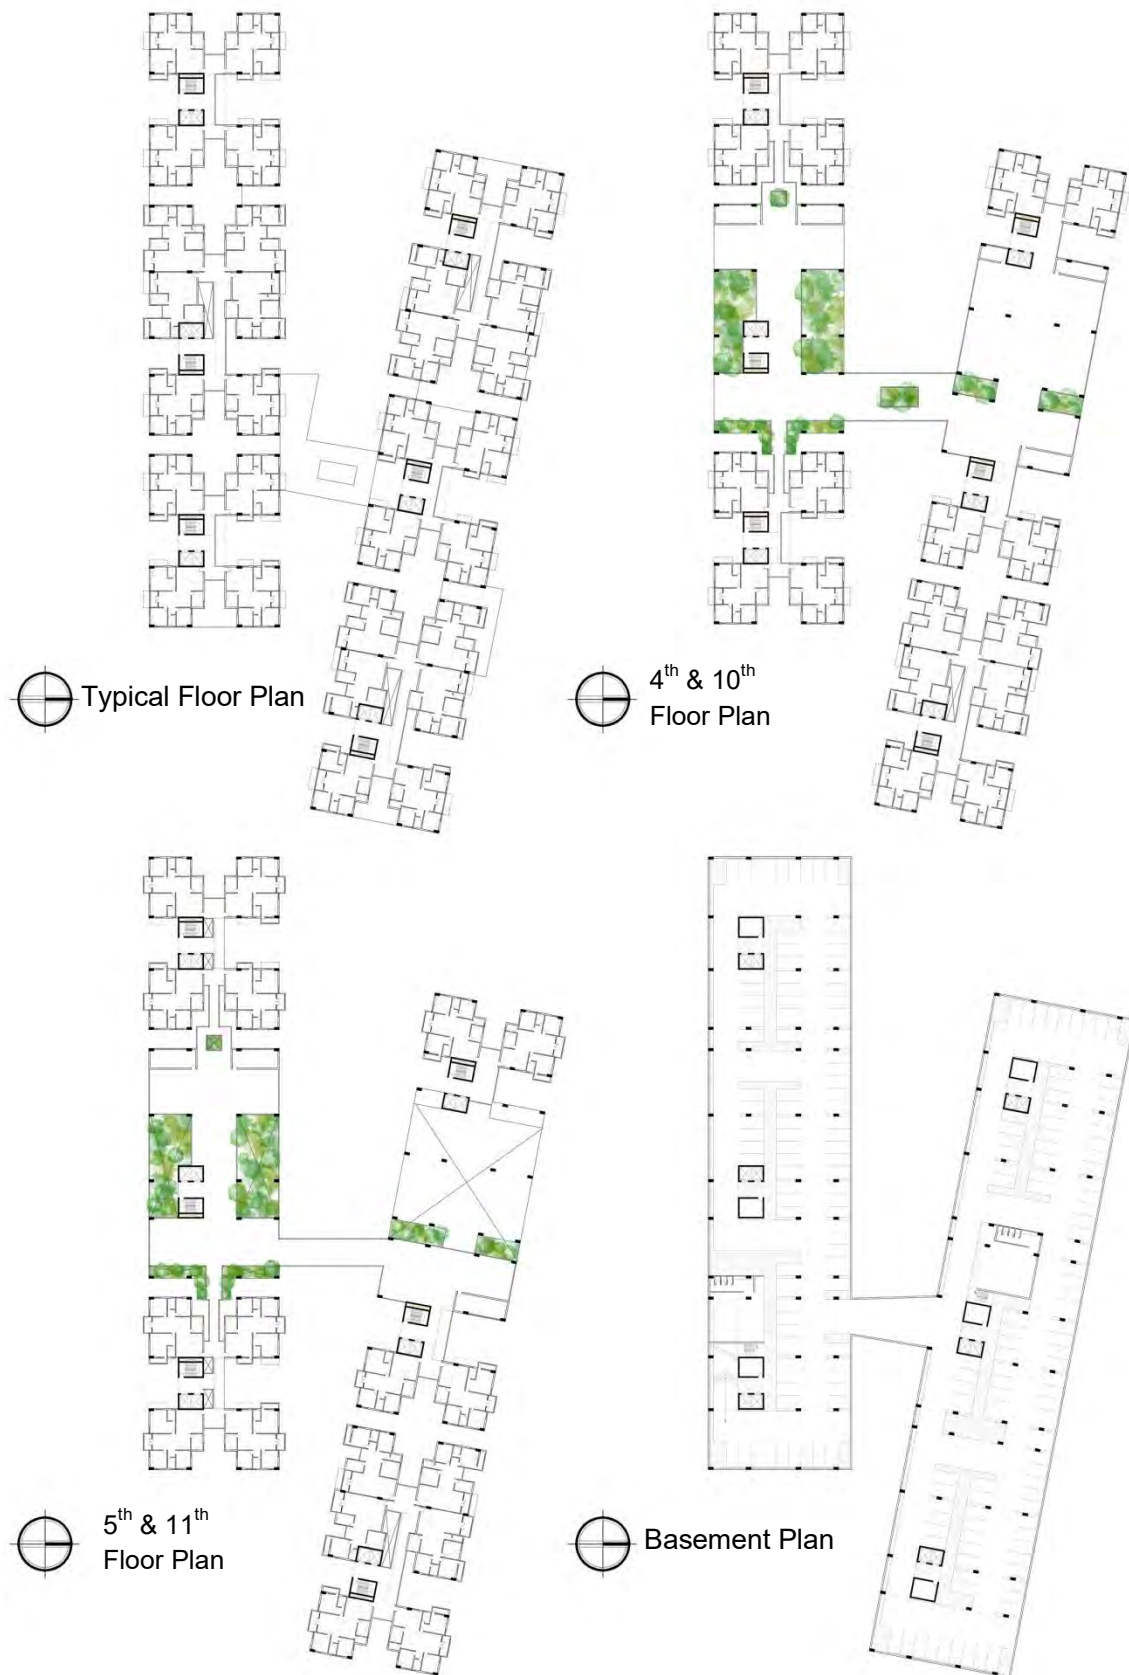 Typical Floor Plan
4th & 10th
Floor Plan
5th & 11th
Floor Plan
Basement Plan